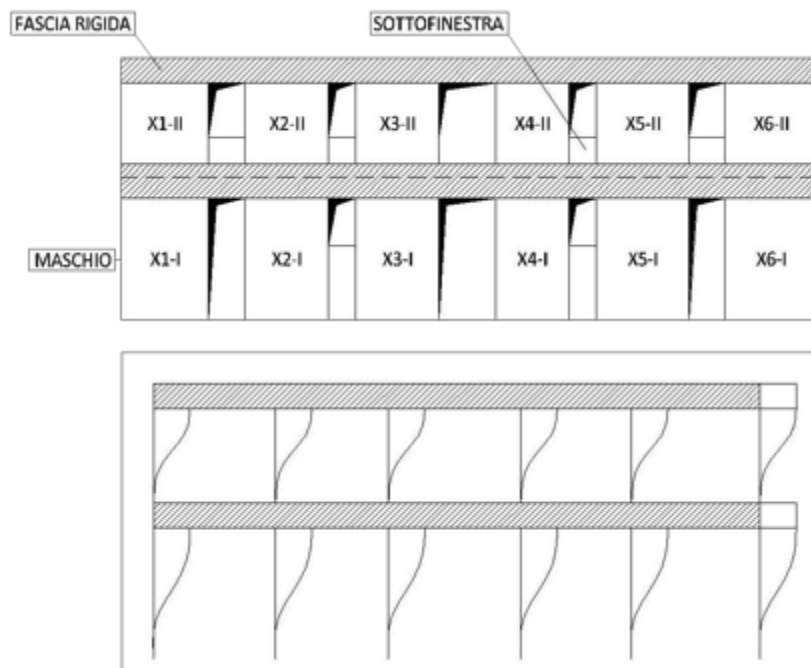 FASCIA RIGIDA
SOTTOFINESTRA
X1-II
X2-II
X3-II
X4-II
X5-II
X6-II
MASCHIO
X1-I
X2-I
X3-I
X4-I
X5-I
X6-I